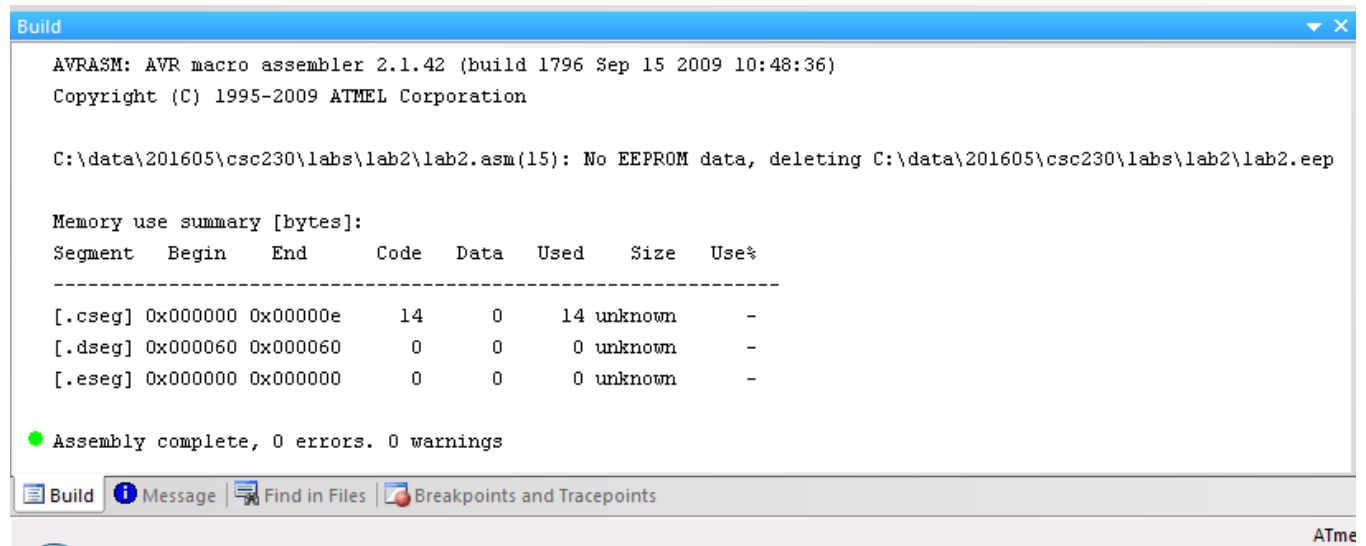 Build
AVRASM: AVR macro assembler 2.1.42 (build 1796 Sep 15 2009 10:48:36)
Copyright (C) 1995-2009 ATMEL Corporation
C:\data\201605\csc230\labs\lab2\lab2.asm(15): No EEPROM data, deleting C:\data\201605\csc230\labs\lab2\lab2.eep
Memory use summary [bytes]:
Segment Begin End Code Data Used Size Use%
---------------------------------------------------------------
[.cseg] 0x000000 0x00000e 14 0 14 unknown -
[.dseg] 0x000060 0x000060 0 0 0 unknown -
[.eseg] 0x000000 0x000000 0 0 0 unknown -
Assembly complete, 0 errors. 0 warnings
Build Message Find in Files Breakpoints and Tracepoints
ATme